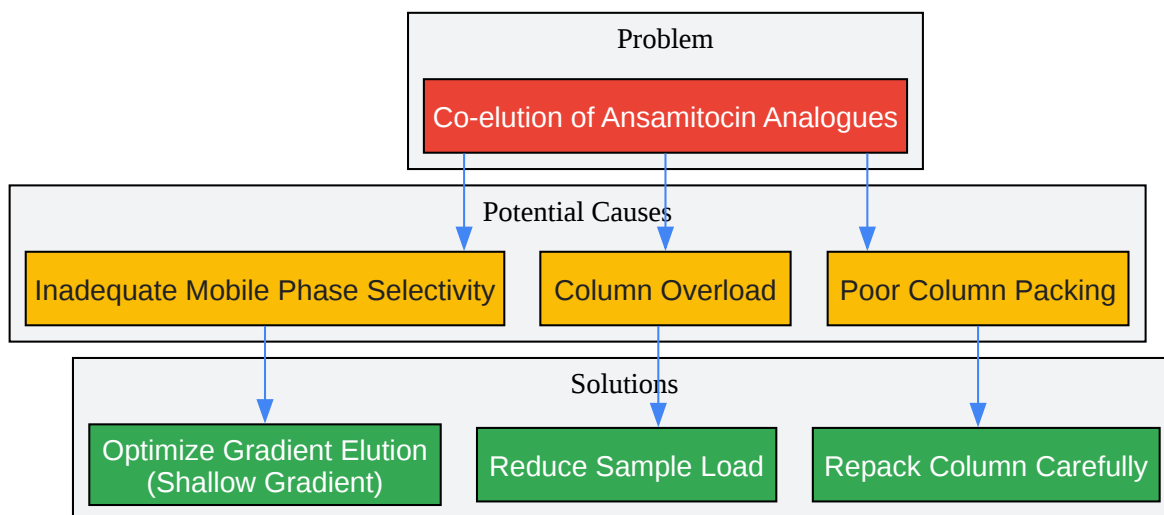 Problem
Co-elution of Ansamitocin Analogues
Potential Causes
Inadequate Mobile Phase Selectivity
Column Overload
Poor Column Packing
Solutions
Optimize Gradient Elution
(Shallow Gradient)
Reduce Sample Load
Repack Column Carefully